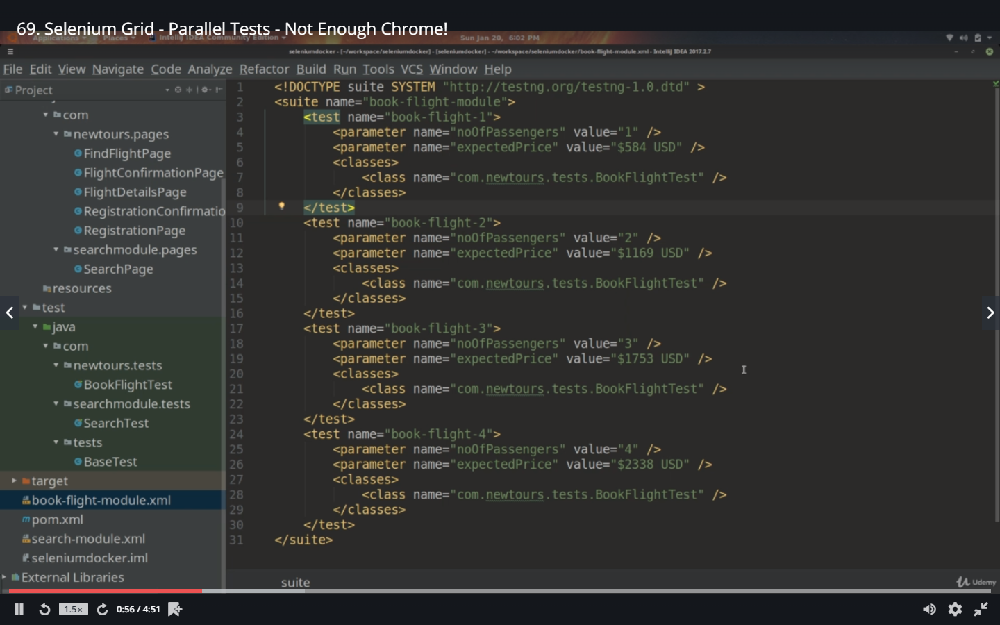 69. Selenium Grid - Parallel Tests - Not Enough Chrome!
Applications Places IntelliJ IDEA Community Edition Sun Jan 20, 6:02 PM
seleniumdocker - [~/workspace/seleniumdocker] - [seleniumdocker] - ~/workspace/seleniumdocker/book-flight-module.xml - IntelliJ IDEA 2017.2.7
File Edit View Navigate Code Analyze Refactor Build Run Tools VCS Window Help
Project
com
newtours.pages
FindFlightPage
FlightConfirmationPage
FlightDetailsPage
RegistrationConfirmatio
RegistrationPage
searchmodule.pages
SearchPage
resources
test
java
com
newtours.tests
BookFlightTest
searchmodule.tests
SearchTest
tests
BaseTest
target
book-flight-module.xml
pom.xml
search-module.xml
seleniumdocker.iml
External Libraries
1 <!DOCTYPE suite SYSTEM "http://testng.org/testng-1.0.dtd" >
2 <suite name="book-flight-module">
3 <test name="book-flight-1">
4 <parameter name="noOfPassengers" value="1" />
5 <parameter name="expectedPrice" value="$584 USD" />
6 <classes>
7 <class name="com.newtours.tests.BookFlightTest" />
8 </classes>
9 </test>
10 <test name="book-flight-2">
11 <parameter name="noOfPassengers" value="2" />
12 <parameter name="expectedPrice" value="$1169 USD" />
13 <classes>
14 <class name="com.newtours.tests.BookFlightTest" />
15 </classes>
16 </test>
17 <test name="book-flight-3">
18 <parameter name="noOfPassengers" value="3" />
19 <parameter name="expectedPrice" value="$1753 USD" />
20 <classes>
21 <class name="com.newtours.tests.BookFlightTest" />
22 </classes>
23 </test>
24 <test name="book-flight-4">
25 <parameter name="noOfPassengers" value="4" />
26 <parameter name="expectedPrice" value="$2338 USD" />
27 <classes>
28 <class name="com.newtours.tests.BookFlightTest" />
29 </classes>
30 </test>
31 </suite>
suite
Udemy
1.5× 0:56 / 4:51